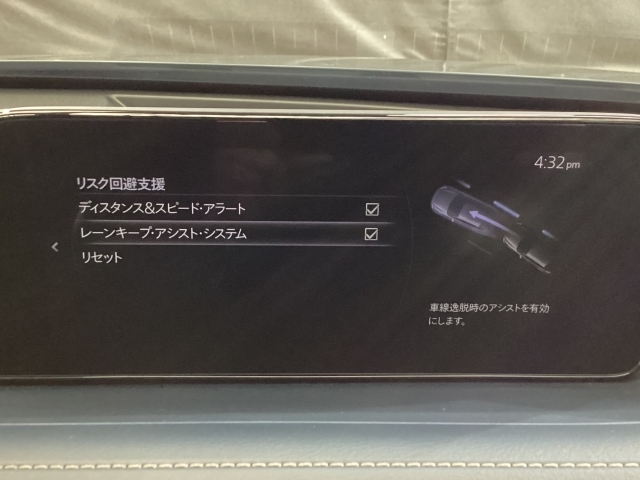 4:32pm
リスク回避支援
ディスタンス&スピード・アラート
レーンキープ・アシスト・システム
リセット
車線逸脱時のアシストを有効
にします。